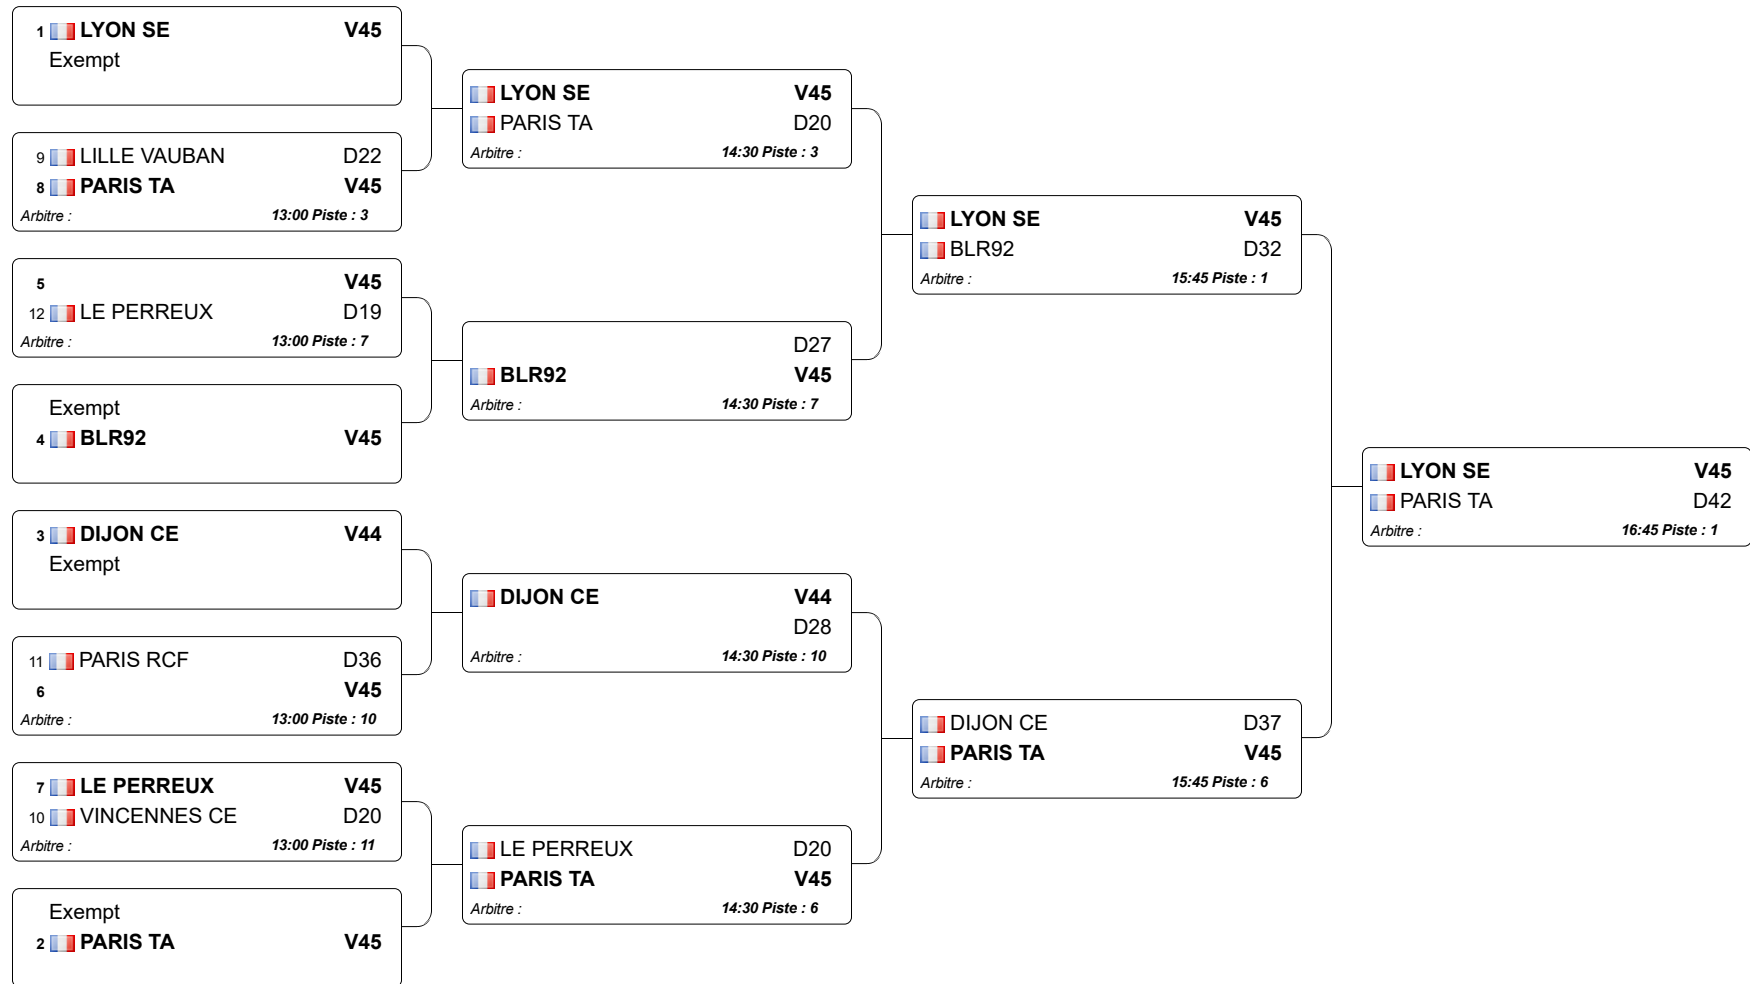 1 LYON SE V45
Exempt
9 LILLE VAUBAN D22
8 PARIS TA V45
Arbitre : 13:00 Piste : 3
5 V45
12 LE PERREUX D19
Arbitre : 13:00 Piste : 7
Exempt
4 BLR92 V45
3 DIJON CE V44
Exempt
11 PARIS RCF D36
6 V45
Arbitre : 13:00 Piste : 10
7 LE PERREUX V45
10 VINCENNES CE D20
Arbitre : 13:00 Piste : 11
Exempt
2 PARIS TA V45
LYON SE V45
PARIS TA D20
Arbitre : 14:30 Piste : 3
D27
BLR92 V45
Arbitre : 14:30 Piste : 7
DIJON CE V44
D28
Arbitre : 14:30 Piste : 10
LE PERREUX D20
PARIS TA V45
Arbitre : 14:30 Piste : 6
LYON SE V45
BLR92 D32
Arbitre : 15:45 Piste : 1
DIJON CE D37
PARIS TA V45
Arbitre : 15:45 Piste : 6
LYON SE V45
PARIS TA D42
Arbitre : 16:45 Piste : 1